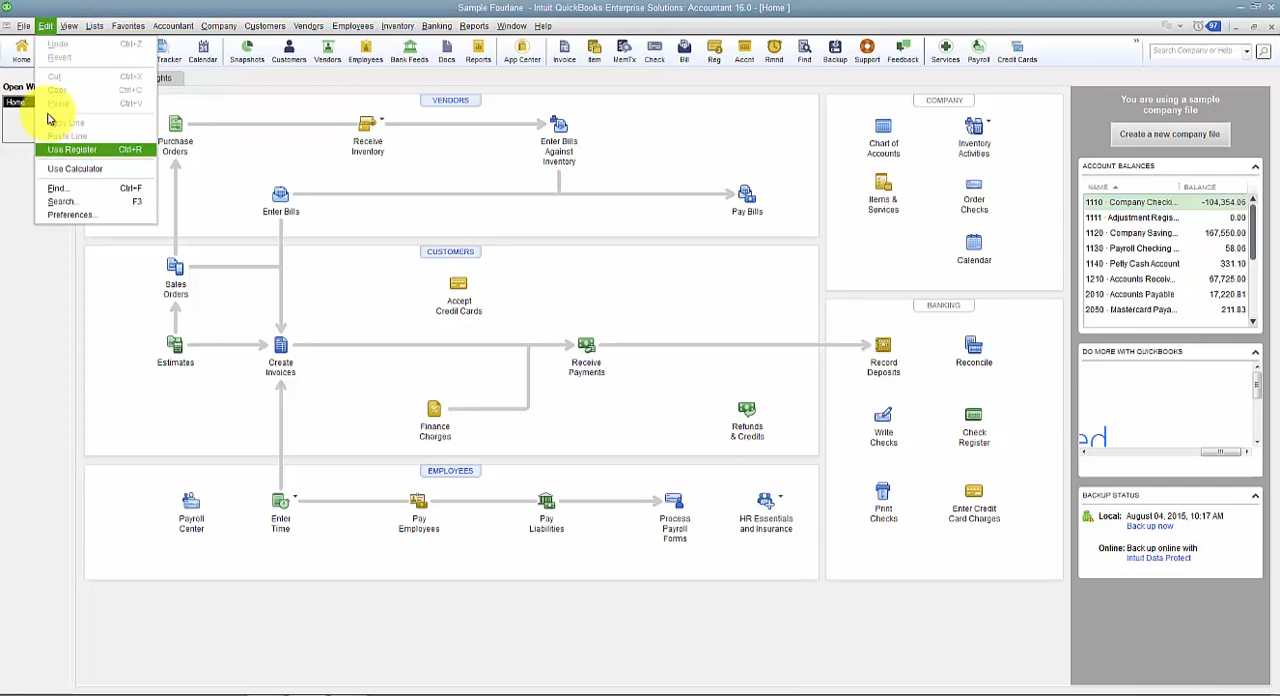 Sample Fourlane - Intuit QuickBooks Enterprise Solutions: Accountant 16.0 - [Home ]
File Edit View Lists Favorites Accountant Company Customers Vendors Employees Inventory Banking Reports Window Help
97
Home Tracker Calendar Snapshots Customers Vendors Employees Bank Feeds Docs Reports App Center Invoice Item MemTx Check Bill Reg Accnt Rmnd Find Backup Support Feedback Services Payroll Credit Cards
Search Company or Help
Undo Ctrl+Z
Revert
Cut Ctrl+X
Copy Ctrl+C
Ctrl+V
Line
Paste Line
Use Register Ctrl+R
Use Calculator
Find... Ctrl+F
Search... F3
Preferences...
Open Wi
Home
ghts
VENDORS
Purchase
Orders
Receive
Inventory
Enter Bills
Against
Inventory
Enter Bills
Pay Bills
CUSTOMERS
Sales
Orders
Accept
Credit Cards
Estimates
Create
Invoices
Receive
Payments
Finance
Charges
Refunds
& Credits
EMPLOYEES
Payroll
Center
Enter
Time
Pay
Employees
Pay
Liabilities
Process
Payroll
Forms
HR Essentials
and Insurance
COMPANY
Chart of
Accounts
Inventory
Activities
Items &
Services
Order
Checks
Calendar
BANKING
Record
Deposits
Reconcile
Write
Checks
Check
Register
Print
Checks
Enter Credit
Card Charges
You are using a sample
company file
Create a new company file
ACCOUNT BALANCES
NAME BALANCE
1110 · Company Checki... -104,354.06
1111 · Adjustment Regis... 0.00
1120 · Company Saving... 167,550.00
1130 · Payroll Checking ... 58.06
1140 · Petty Cash Account 331.10
1210 · Accounts Receiv... 67,725.00
2010 · Accounts Payable 17,220.81
2050 · Mastercard Paya... 211.83
DO MORE WITH QUICKBOOKS
ed
BACKUP STATUS
Local: August 04, 2015, 10:17 AM
Back up now
Online: Back up online with
Intuit Data Protect